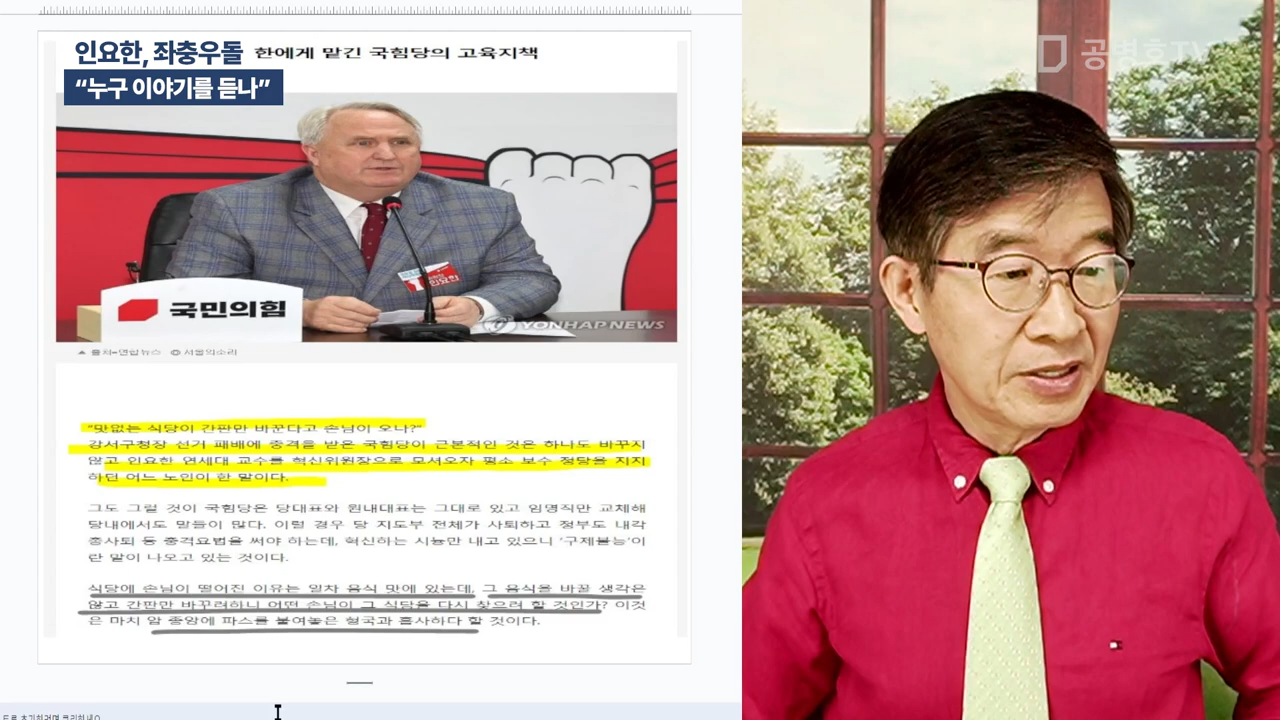 인요한, 좌충우돌 한에게 맡긴 국힘당의 고육지책
“누구 이야기를 듣나”
공병호TV
국민의힘
인요한
YONHAP NEWS
▲ 출처=연합뉴스 © 서울의소리
“맛없는 식당이 간판만 바꾼다고 손님이 오나?”
강서구청장 선거 패배에 충격을 받은 국힘당이 근본적인 것은 하나도 바꾸지
않고 인요한 연세대 교수를 혁신위원장으로 모셔오자 평소 보수 정당을 지지
하던 어느 노인이 한 말이다.
그도 그럴 것이 국힘당은 당대표와 원내대표는 그대로 있고 임명직만 교체해
당내에서도 말들이 많다. 이럴 경우 당 지도부 전체가 사퇴하고 정부도 내각
총사퇴 등 충격요법을 써야 하는데, 혁신하는 시늉만 내고 있으니 ‘구제불능’이
란 말이 나오고 있는 것이다.
식당에 손님이 떨어진 이유는 일차 음식 맛에 있는데, 그 음식을 바꿀 생각은
않고 간판만 바꾸려하니 어떤 손님이 그 식당을 다시 찾으려 할 것인가? 이것
은 마치 암 종양에 파스를 붙여놓은 형국과 흡사하다 할 것이다.